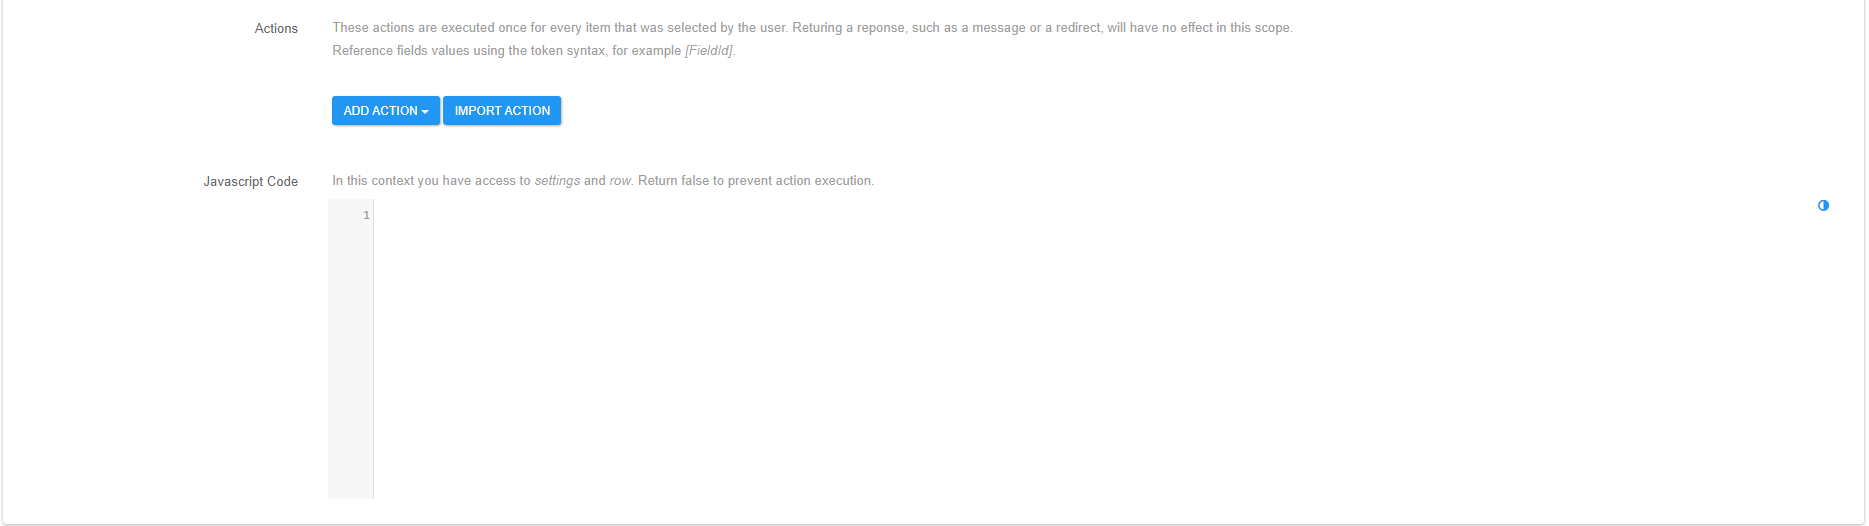 Actions
These actions are executed once for every item that was selected by the user. Returing a reponse, such as a message or a redirect, will have no effect in this scope.
Reference fields values using the token syntax, for example [FieldId].
ADD ACTION
IMPORT ACTION
Javascript Code
In this context you have access to settings and row. Return false to prevent action execution.
1